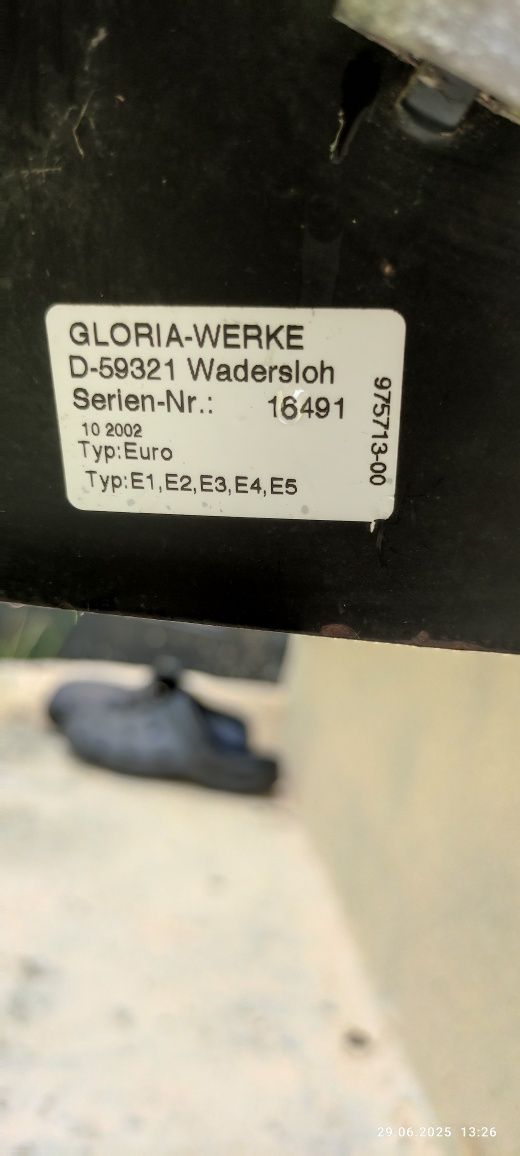 GLORIA-WERKE
D-59321 Wadersloh
Serien-Nr.: 16491
10 2002
Typ:Euro
Typ:E1,E2,E3,E4,E5
975713-00
29.06.2025 13:26